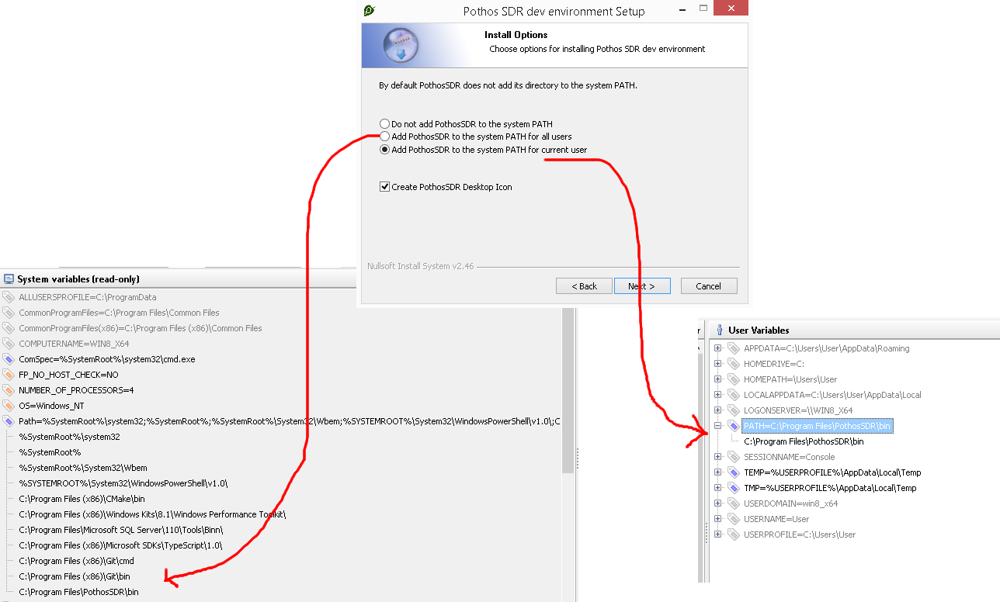 Pothos SDR dev environment Setup
Install Options
Choose options for installing Pothos SDR dev environment
By default PothosSDR does not add its directory to the system PATH.
Do not add PothosSDR to the system PATH
Add PothosSDR to the system PATH for all users
Add PothosSDR to the system PATH for current user
Create PothosSDR Desktop Icon
Nullsoft Install System v2.46
< Back
Next >
Cancel
System variables (read-only)
ALLUSERSPROFILE=C:\ProgramData
CommonProgramFiles=C:\Program Files\Common Files
CommonProgramFiles(x86)=C:\Program Files (x86)\Common Files
COMPUTERNAME=WIN8_X64
ComSpec=%SystemRoot%\system32\cmd.exe
FP_NO_HOST_CHECK=NO
NUMBER_OF_PROCESSORS=4
OS=Windows_NT
Path=%SystemRoot%\system32;%SystemRoot%;%SystemRoot%\System32\Wbem;%SYSTEMROOT%\System32\WindowsPowerShell\v1.0\;C
%SystemRoot%\system32
%SystemRoot%
%SystemRoot%\System32\Wbem
%SYSTEMROOT%\System32\WindowsPowerShell\v1.0\
C:\Program Files (x86)\CMake\bin
C:\Program Files (x86)\Windows Kits\8.1\Windows Performance Toolkit\
C:\Program Files\Microsoft SQL Server\110\Tools\Binn\
C:\Program Files (x86)\Microsoft SDKs\TypeScript\1.0\
C:\Program Files (x86)\Git\cmd
C:\Program Files (x86)\Git\bin
C:\Program Files\PothosSDR\bin
User Variables
APPDATA=C:\Users\User\AppData\Roaming
HOMEDRIVE=C:
HOMEPATH=\Users\User
LOCALAPPDATA=C:\Users\User\AppData\Local
LOGONSERVER=\\WIN8_X64
PATH=C:\Program Files\PothosSDR\bin
C:\Program Files\PothosSDR\bin
SESSIONNAME=Console
TEMP=%USERPROFILE%\AppData\Local\Temp
TMP=%USERPROFILE%\AppData\Local\Temp
USERDOMAIN=win8_x64
USERNAME=User
USERPROFILE=C:\Users\User